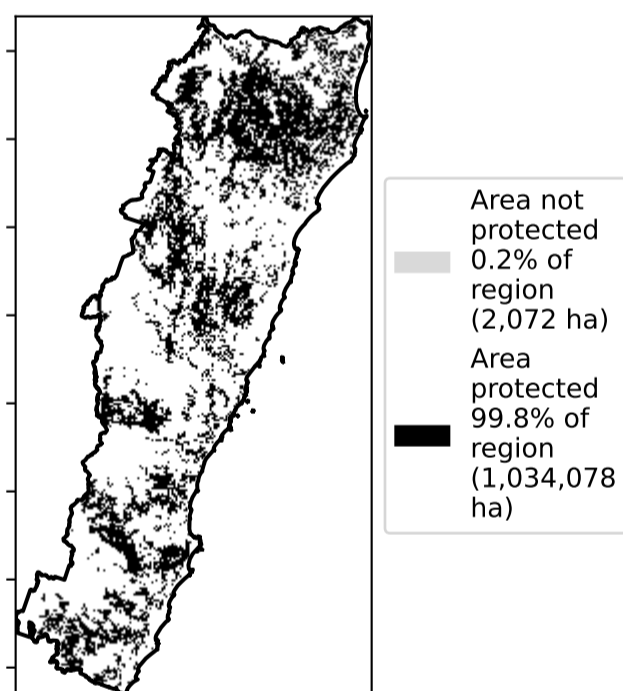 Area not
protected
0.2% of
region
(2,072 ha)
Area
protected
99.8% of
region
(1,034,078
ha)